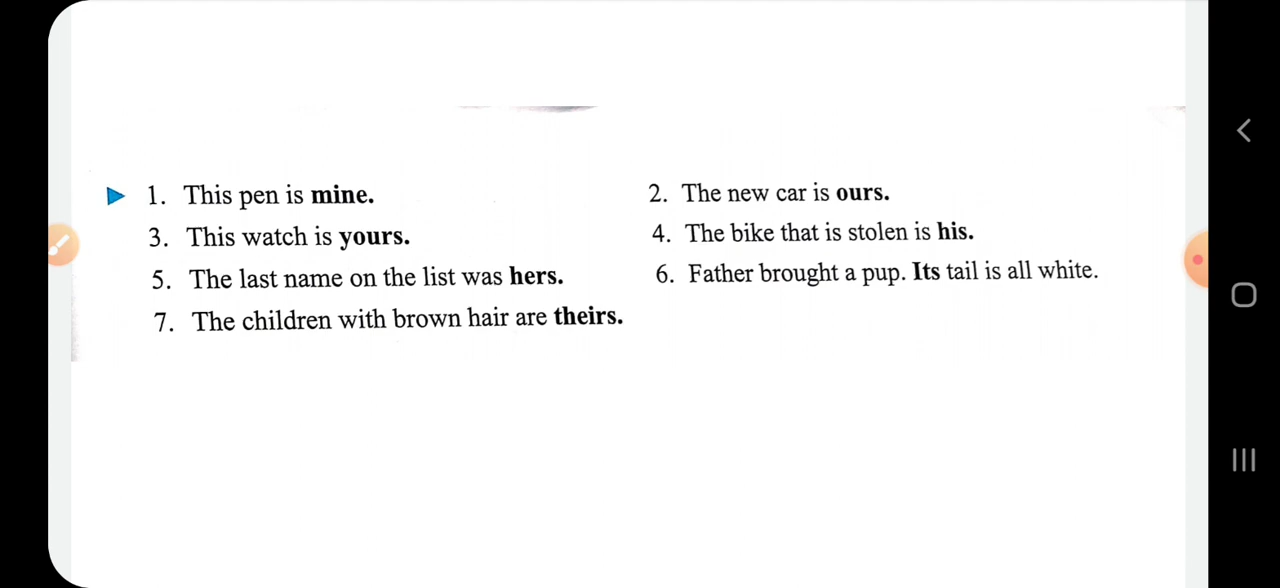 1. This pen is mine.
2. The new car is ours.
3. This watch is yours.
4. The bike that is stolen is his.
5. The last name on the list was hers.
6. Father brought a pup. Its tail is all white.
7. The children with brown hair are theirs.